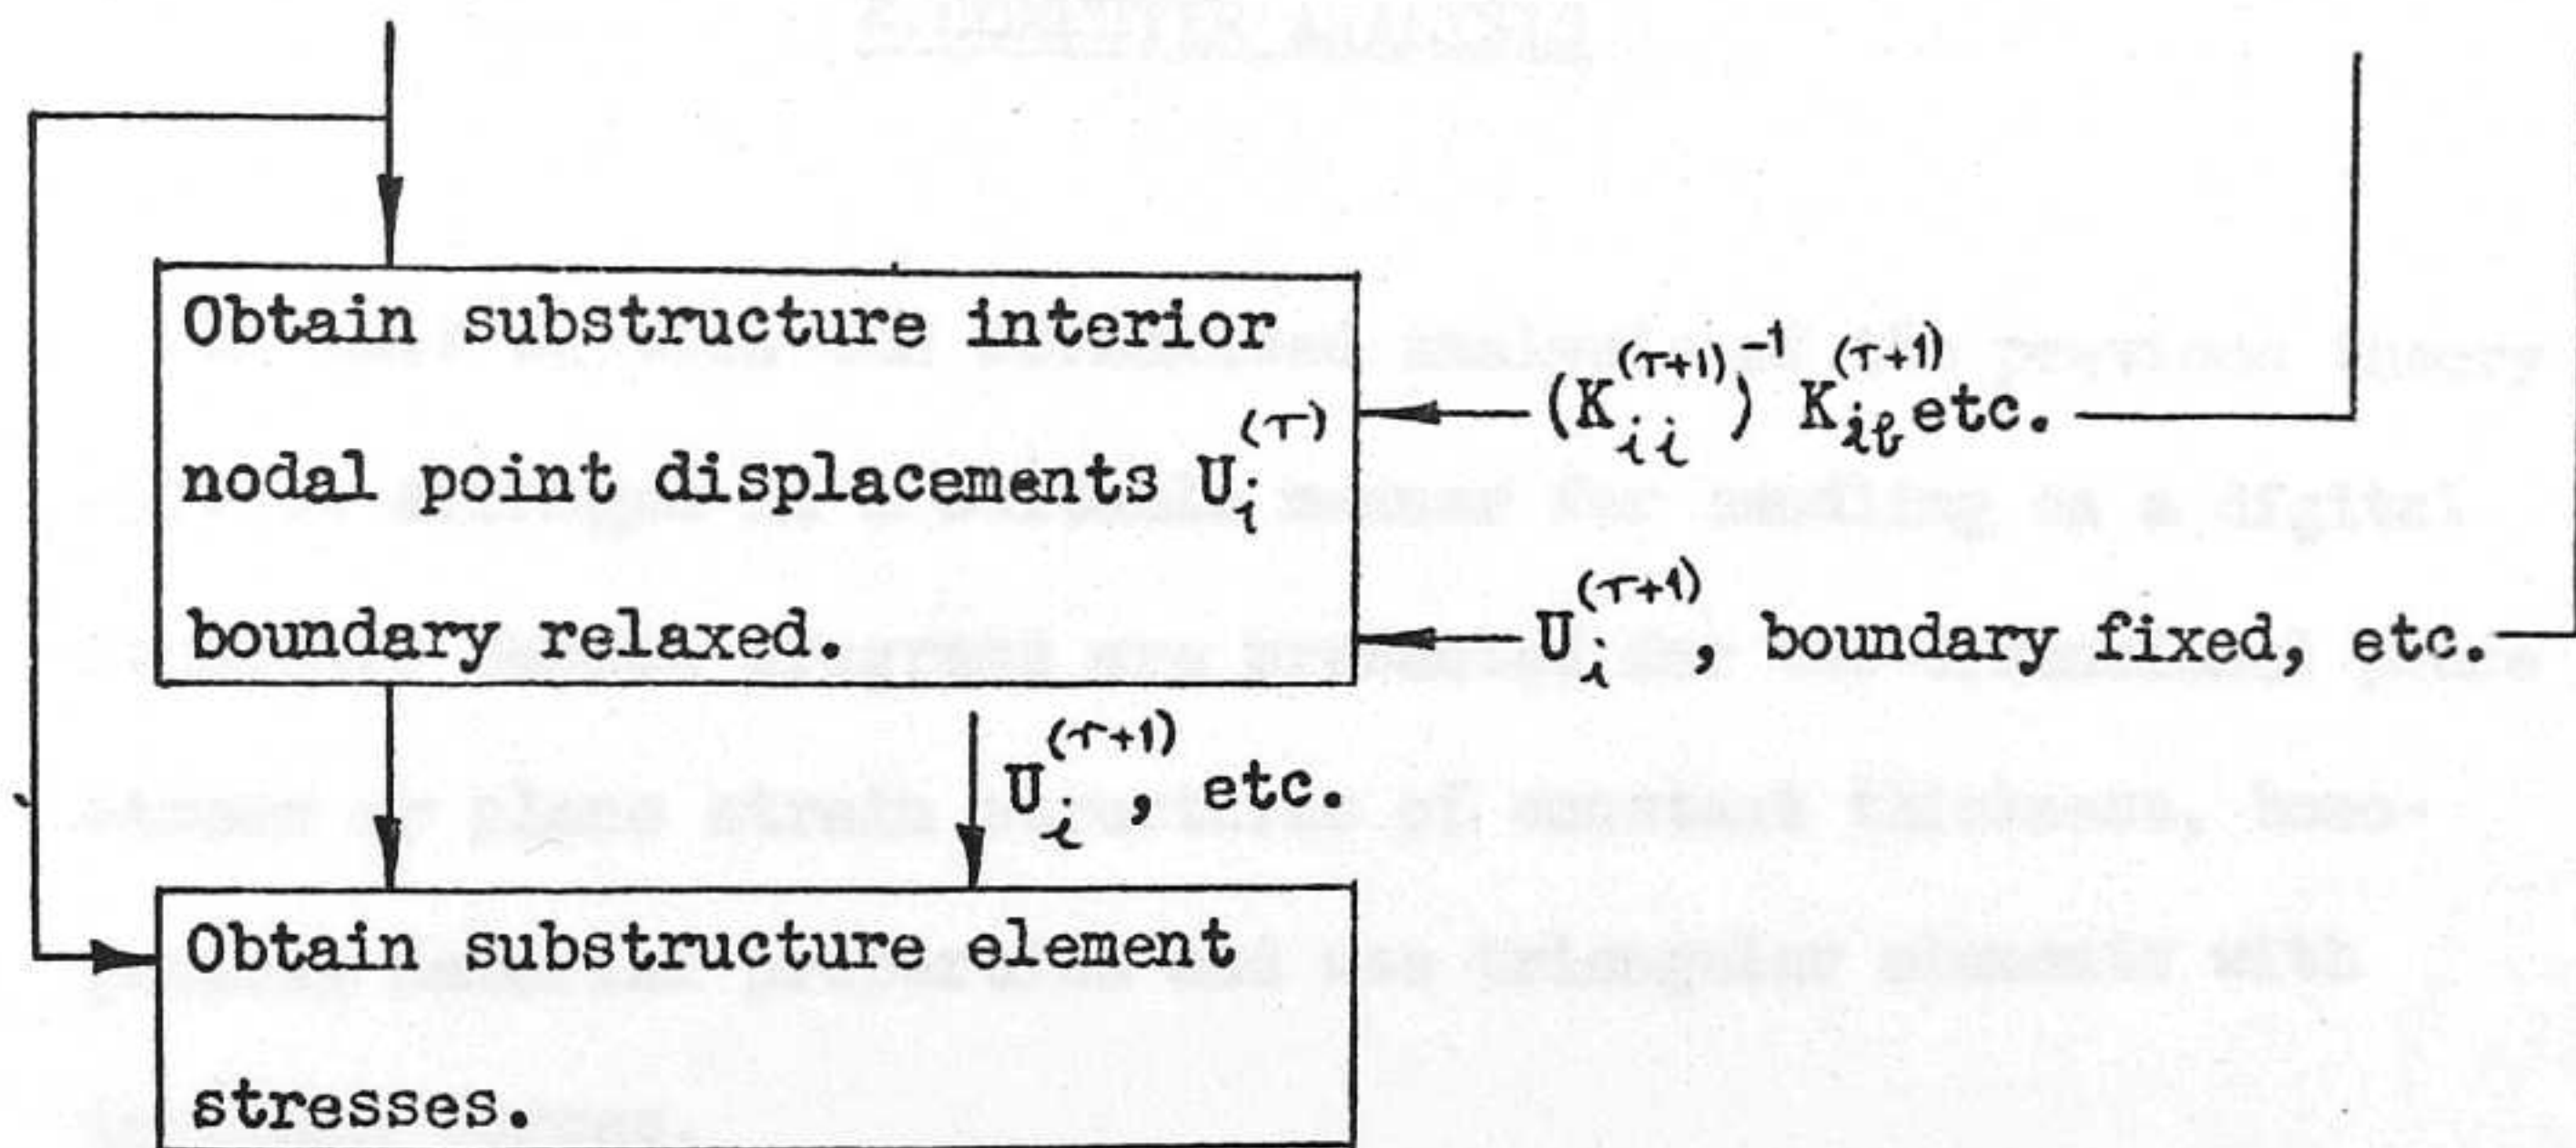 Obtain substructure interior
nodal point displacements U_i^(r)
boundary relaxed.
(K_ii^(r+1))^-1 K_ib^(r+1) etc.
U_i^(r+1), boundary fixed, etc.
U_i^(r+1), etc.
Obtain substructure element
stresses.